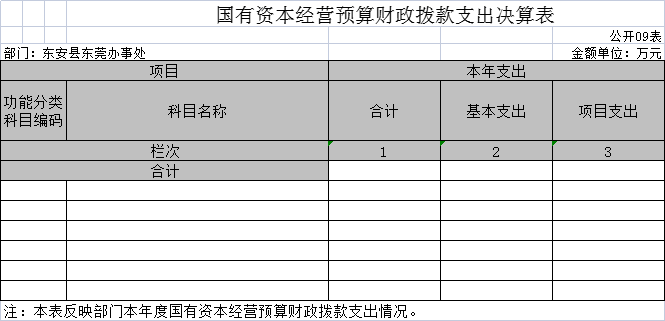 国有资本经营预算财政拨款支出决算表
公开09表
部门：东安县东莞办事处 金额单位：万元
项目 本年支出
功能分类科目编码 科目名称 合计 基本支出 项目支出
栏次 1 2 3
合计
注：本表反映部门本年度国有资本经营预算财政拨款支出情况。